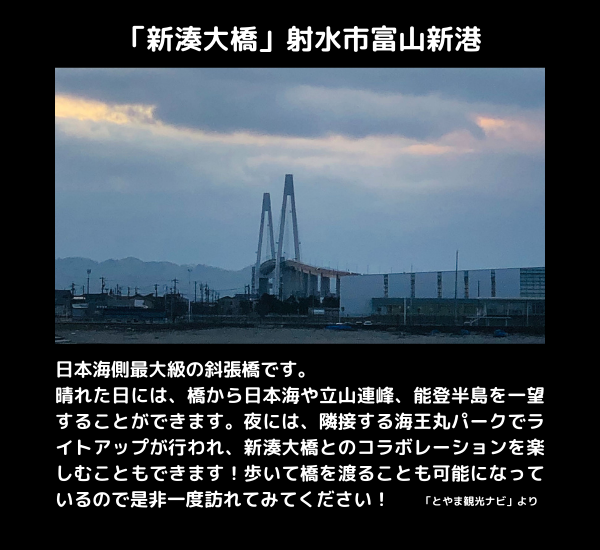 「新湊大橋」射水市富山新港
日本海側最大級の斜張橋です。
晴れた日には、橋から日本海や立山連峰、能登半島を一望
することができます。夜には、隣接する海王丸パークでラ
イトアップが行われ、新湊大橋とのコラボレーションを楽
しむこともできます！歩いて橋を渡ることも可能になって
いるので是非一度訪れてみてください！ 「とやま観光ナビ」より